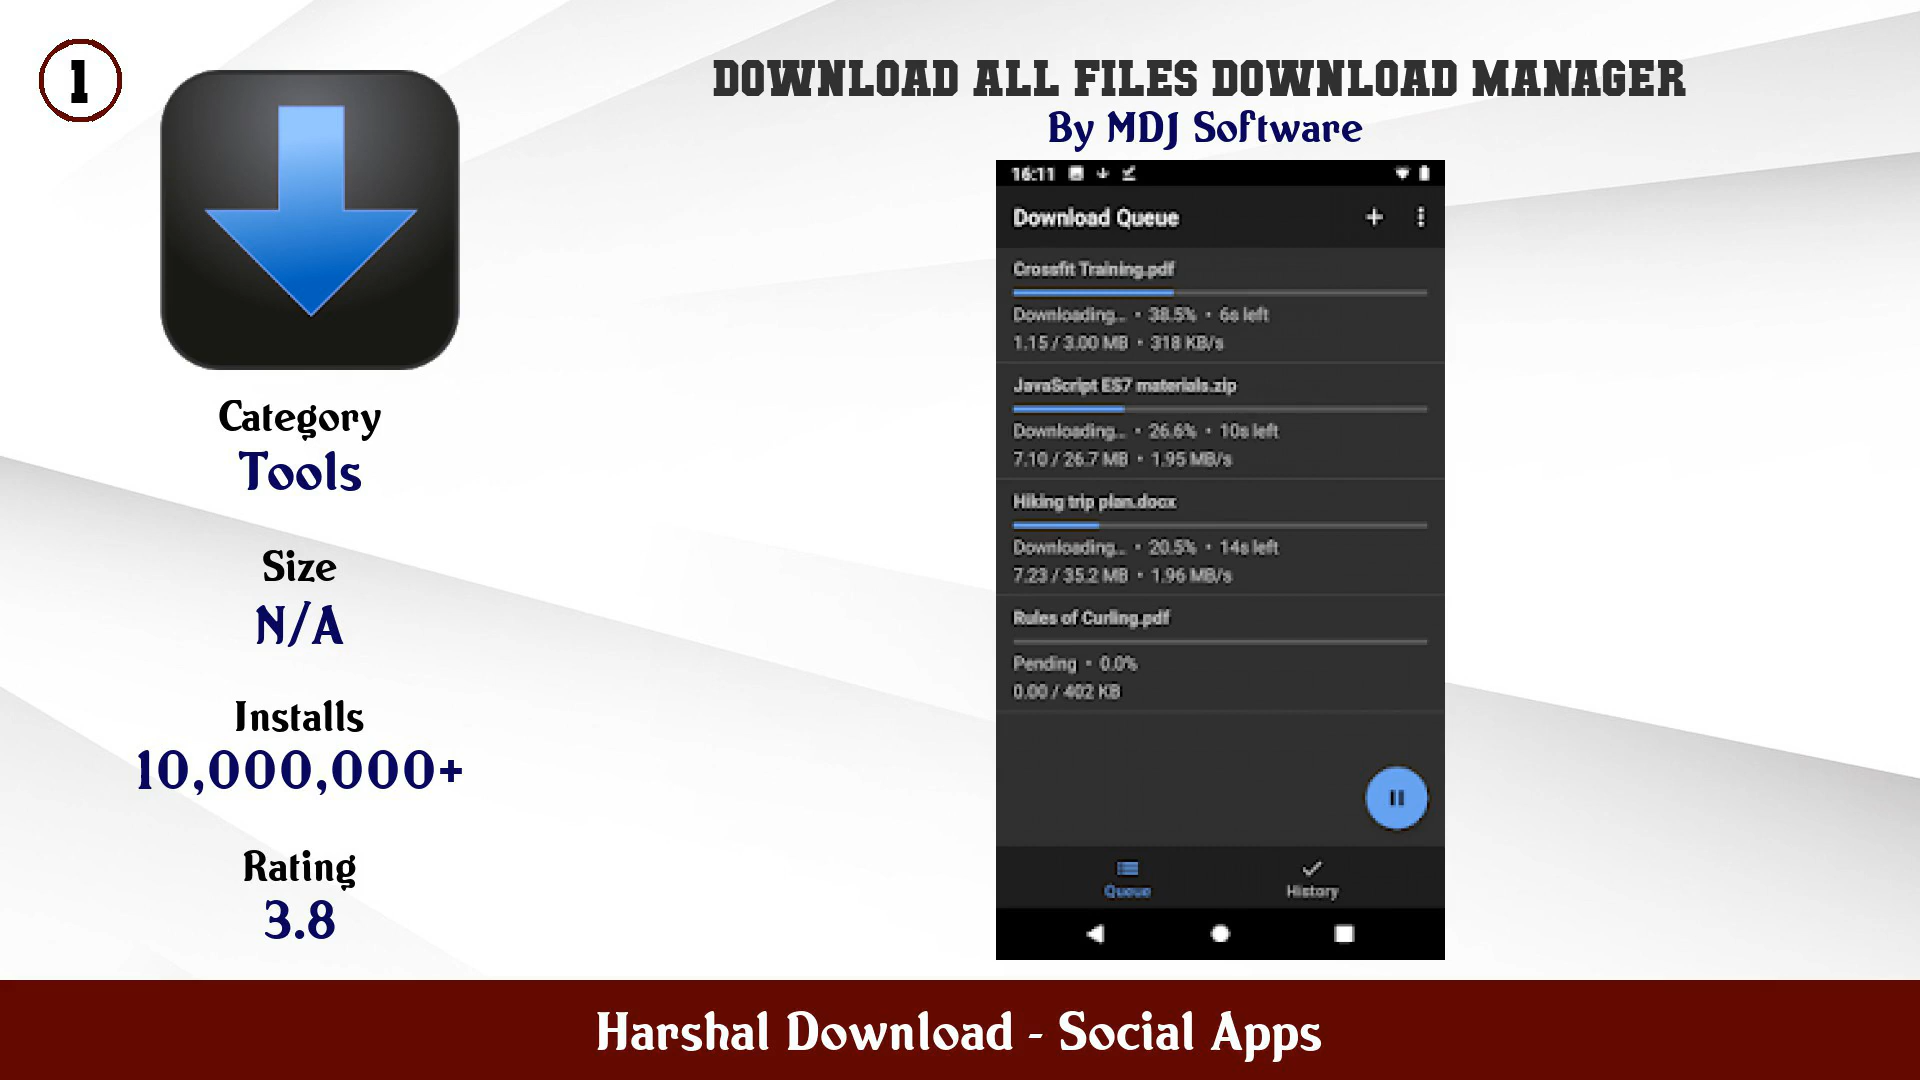 1
DOWNLOAD ALL FILES DOWNLOAD MANAGER
By MDJ Software
Category
Tools
Size
N/A
Installs
10,000,000+
Rating
3.8
16:11
Download Queue
Crossfit Training.pdf
Downloading... • 38.5% • 6s left
1.15 / 3.00 MB • 318 KB/s
JavaScript ES7 materials.zip
Downloading... • 26.6% • 10s left
7.10 / 26.7 MB • 1.95 MB/s
Hiking trip plan.docx
Downloading... • 20.5% • 14s left
7.23 / 35.2 MB • 1.96 MB/s
Rules of Curling.pdf
Pending • 0.0%
0.00 / 402 KB
Queue
History
Harshal Download - Social Apps